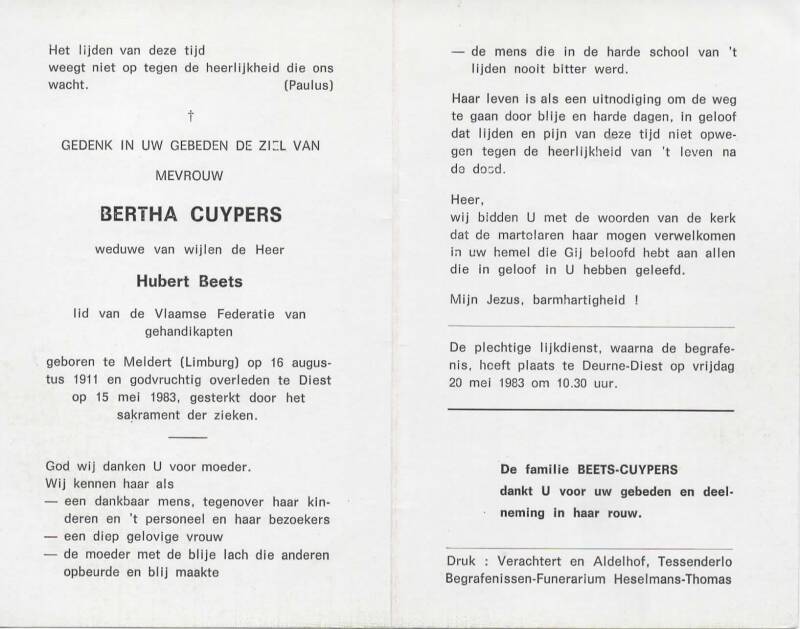 Het lijden van deze tijd
weegt niet op tegen de heerlijkheid die ons
wacht. (Paulus)
†
GEDENK IN UW GEBEDEN DE ZIEL VAN
MEVROUW
BERTHA CUYPERS
weduwe van wijlen de Heer
Hubert Beets
lid van de Vlaamse Federatie van
gehandikapten
geboren te Meldert (Limburg) op 16 augus-
tus 1911 en godvruchtig overleden te Diest
op 15 mei 1983, gesterkt door het
sakrament der zieken.
God wij danken U voor moeder.
Wij kennen haar als
— een dankbaar mens, tegenover haar kin-
deren en 't personeel en haar bezoekers
— een diep gelovige vrouw
— de moeder met de blije lach die anderen
opbeurde en blij maakte
— de mens die in de harde school van 't
lijden nooit bitter werd.
Haar leven is als een uitnodiging om de weg
te gaan door blije en harde dagen, in geloof
dat lijden en pijn van deze tijd niet opwe-
gen tegen de heerlijkheid van 't leven na
de dood.
Heer,
wij bidden U met de woorden van de kerk
dat de martelaren haar mogen verwelkomen
in uw hemel die Gij beloofd hebt aan allen
die in geloof in U hebben geleefd.
Mijn Jezus, barmhartigheid !
De plechtige lijkdienst, waarna de begrafe-
nis, heeft plaats te Deurne-Diest op vrijdag
20 mei 1983 om 10.30 uur.
De familie BEETS-CUYPERS
dankt U voor uw gebeden en deel-
neming in haar rouw.
Druk : Verachtert en Aldelhof, Tessenderlo
Begrafenissen-Funerarium Heselmans-Thomas